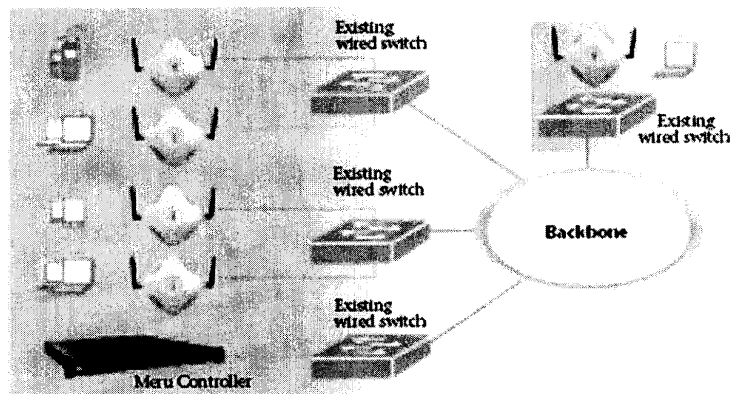 Existing
wired switch
Existing
wired switch
Existing
wired switch
Backbone
Existing
wired switch
Meru Controller